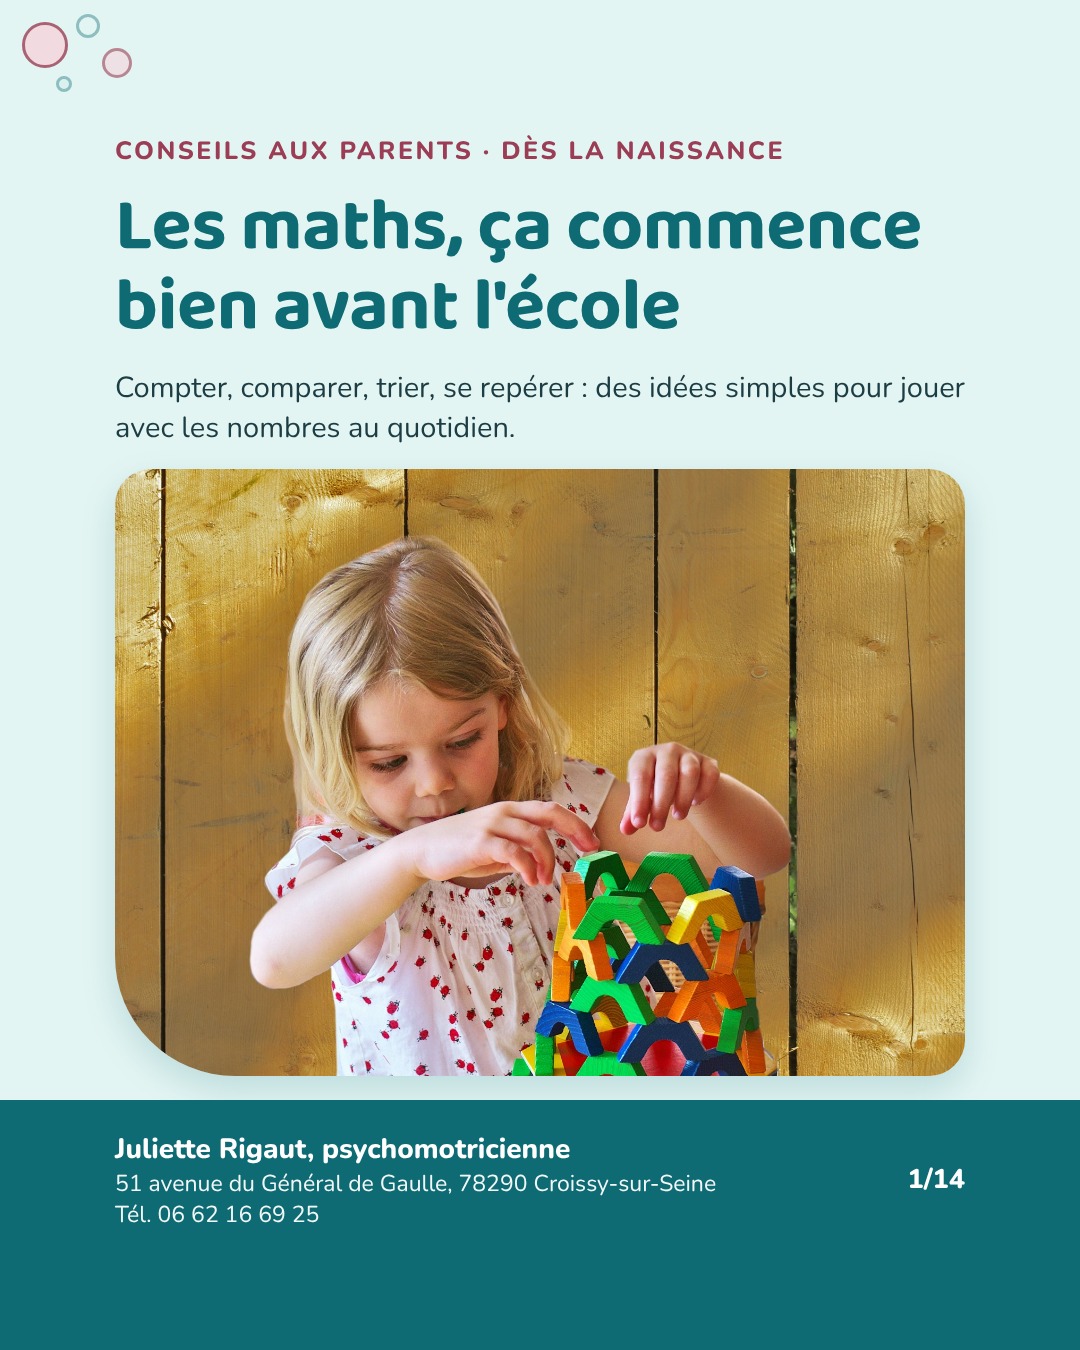 CONSEILS AUX PARENTS · DÈS LA NAISSANCE
Les maths, ça commence
bien avant l'école
Compter, comparer, trier, se repérer : des idées simples pour jouer
avec les nombres au quotidien.
Juliette Rigaut, psychomotricienne
51 avenue du Général de Gaulle, 78290 Croissy-sur-Seine
Tél. 06 62 16 69 25
1/14